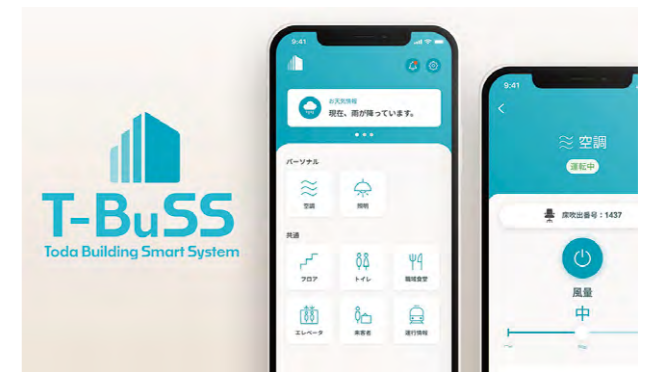 T-BuSS
Toda Building Smart System
9:41
お天気情報
現在、雨が降っています。
パーソナル
空調
照明
共通
フロア
トイレ
職域食堂
エレベータ
来客者
運行情報
9:41
空調
運転中
床吹出番号：1437
風量
中